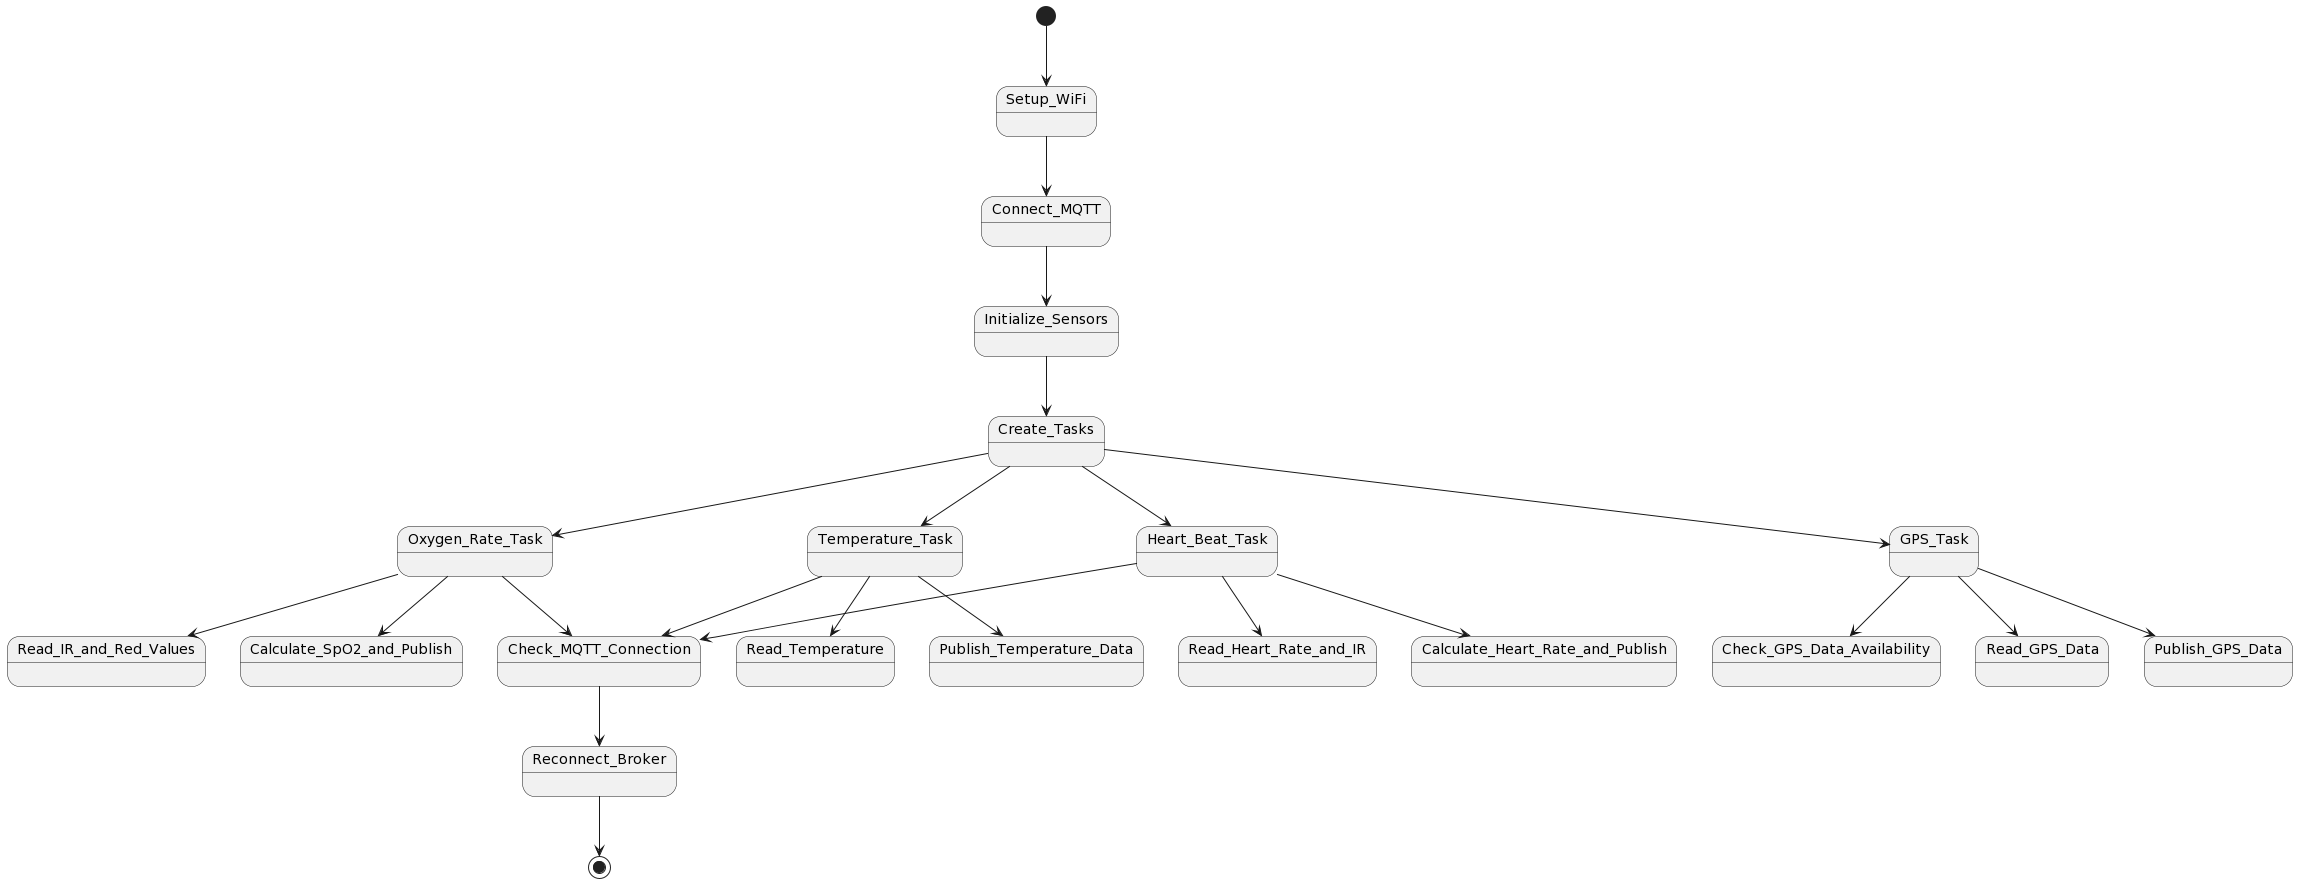 Setup_WiFi
Connect_MQTT
Initialize_Sensors
Create_Tasks
Oxygen_Rate_Task
Temperature_Task
Heart_Beat_Task
GPS_Task
Read_IR_and_Red_Values
Calculate_SpO2_and_Publish
Check_MQTT_Connection
Read_Temperature
Publish_Temperature_Data
Read_Heart_Rate_and_IR
Calculate_Heart_Rate_and_Publish
Check_GPS_Data_Availability
Read_GPS_Data
Publish_GPS_Data
Reconnect_Broker